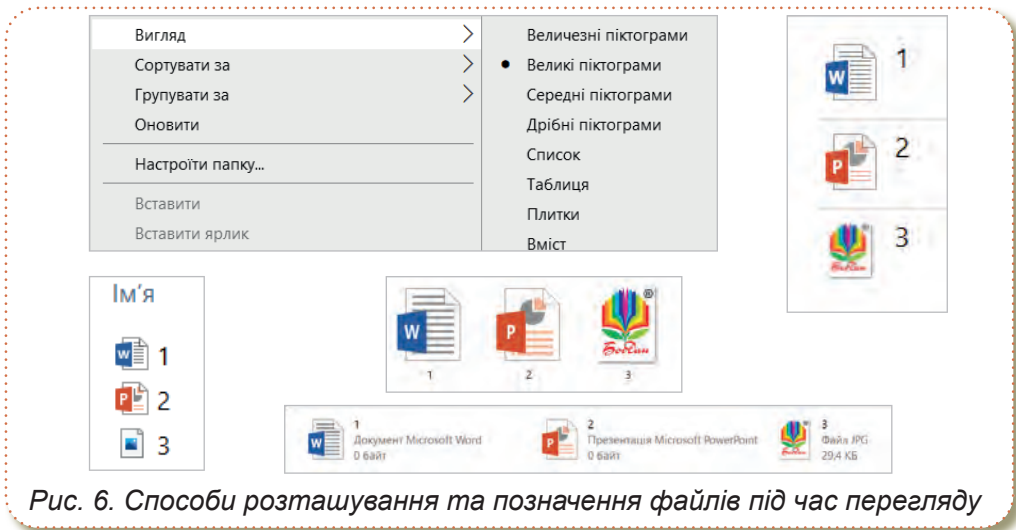 Вигляд
Сортувати за
Групувати за
Оновити
Настроїти папку...
Вставити
Вставити ярлик
Величезні піктограми
Великі піктограми
Середні піктограми
Дрібні піктограми
Список
Таблиця
Плитки
Вміст
W 1
P 2
Богдан 3
Ім'я
W 1
P 2
3
W P Богдан ®
1 2 3
W
1
Документ Microsoft Word
0 байт
P
2
Презентація Microsoft PowerPoint
0 байт
3
Файл JPG
29,4 КБ
Рис. 6. Способи розташування та позначення файлів під час перегляду